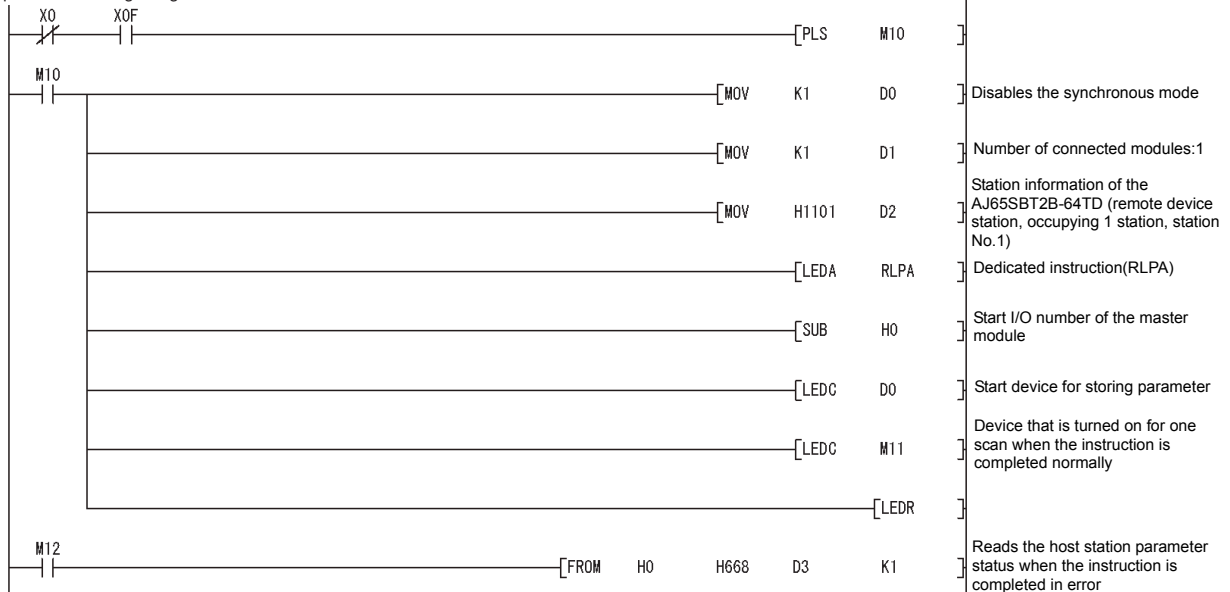 X0 X0F
PLS M10
M10
MOV K1 D0 Disables the synchronous mode
MOV K1 D1 Number of connected modules:1
MOV H1101 D2 Station information of the
AJ65SBT2B-64TD (remote device
station, occupying 1 station, station
No.1)
LEDA RLPA Dedicated instruction(RLPA)
SUB H0 Start I/O number of the master
module
LEDC D0 Start device for storing parameter
LEDC M11 Device that is turned on for one
scan when the instruction is
completed normally
LEDR
M12
FROM H0 H668 D3 K1 Reads the host station parameter
status when the instruction is
completed in error